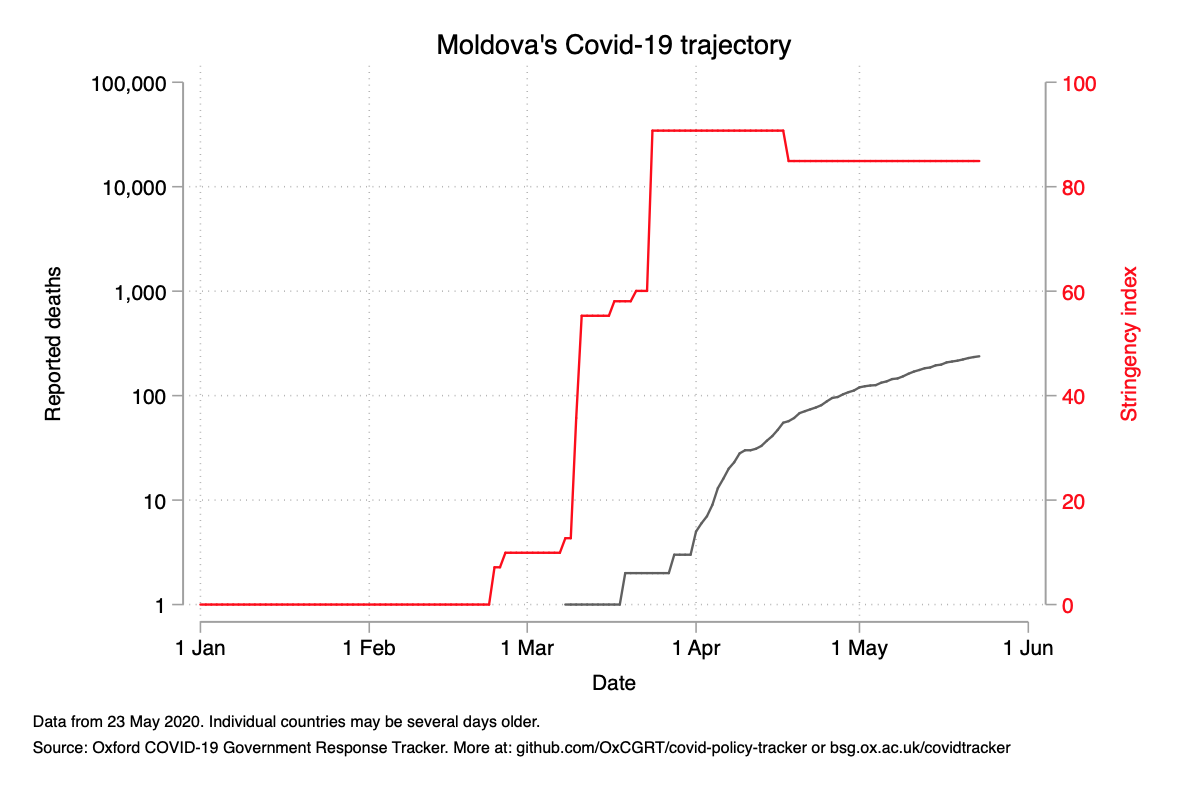 Moldova's Covid-19 trajectory
100,000
10,000
1,000
100
10
1
Reported deaths
100
80
60
40
20
0
Stringency index
1 Jan
1 Feb
1 Mar
1 Apr
1 May
1 Jun
Date
Data from 23 May 2020. Individual countries may be several days older.
Source: Oxford COVID-19 Government Response Tracker. More at: github.com/OxCGRT/covid-policy-tracker or bsg.ox.ac.uk/covidtracker